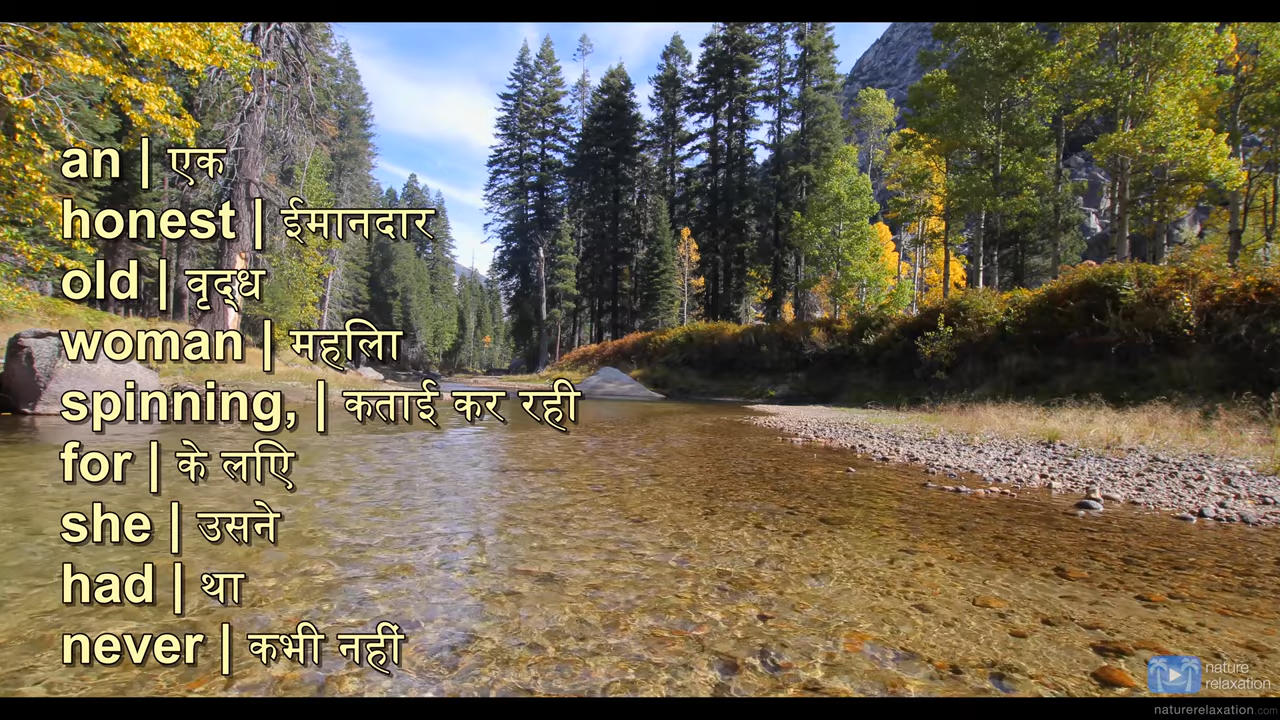 an | एक
honest | ईमानदार
old | वृद्ध
woman | महिला
spinning, | कताई कर रही
for | के लिए
she | उसने
had | था
never | कभी नहीं
nature
relaxation
naturerelaxation.com